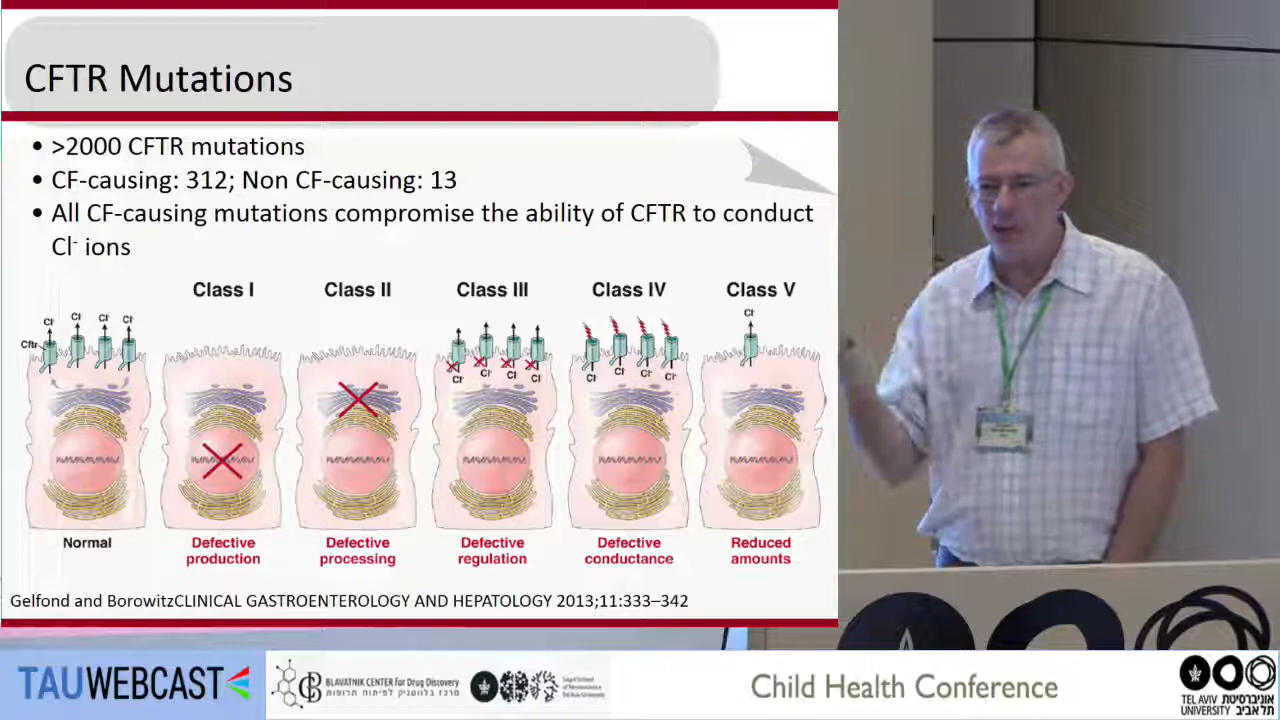 CFTR Mutations
• >2000 CFTR mutations
• CF-causing: 312; Non CF-causing: 13
• All CF-causing mutations compromise the ability of CFTR to conduct
Cl- ions
Class I
Class II
Class III
Class IV
Class V
Cl-
Cl-
Cl-
Cl-
Cl-
Cftr
Cl-
Cl-
Cl-
Cl-
Cl-
Cl-
Cl-
Cl-
Normal
Defective
production
Defective
processing
Defective
regulation
Defective
conductance
Reduced
amounts
Gelfond and BorowitzCLINICAL GASTROENTEROLOGY AND HEPATOLOGY 2013;11:333–342
TAUWEBCAST
BLAVATNIK CENTER for Drug Discovery
מרכז בלווטניק לפיתוח תרופות
Child Health Conference
TEL AVIV
UNIVERSITY
אוניברסיטת
תל אביב